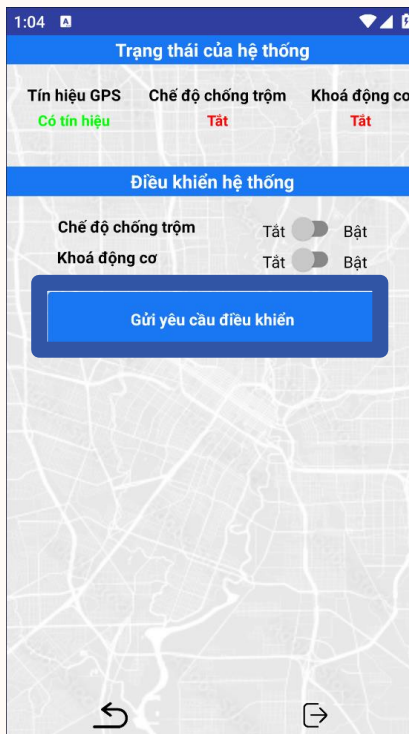 1:04 A
Trạng thái của hệ thống
Tín hiệu GPS Chế độ chống trộm Khoá động cơ
Có tín hiệu Tắt Tắt
Điều khiển hệ thống
Chế độ chống trộm Tắt Bật
Khoá động cơ Tắt Bật
Gửi yêu cầu điều khiển